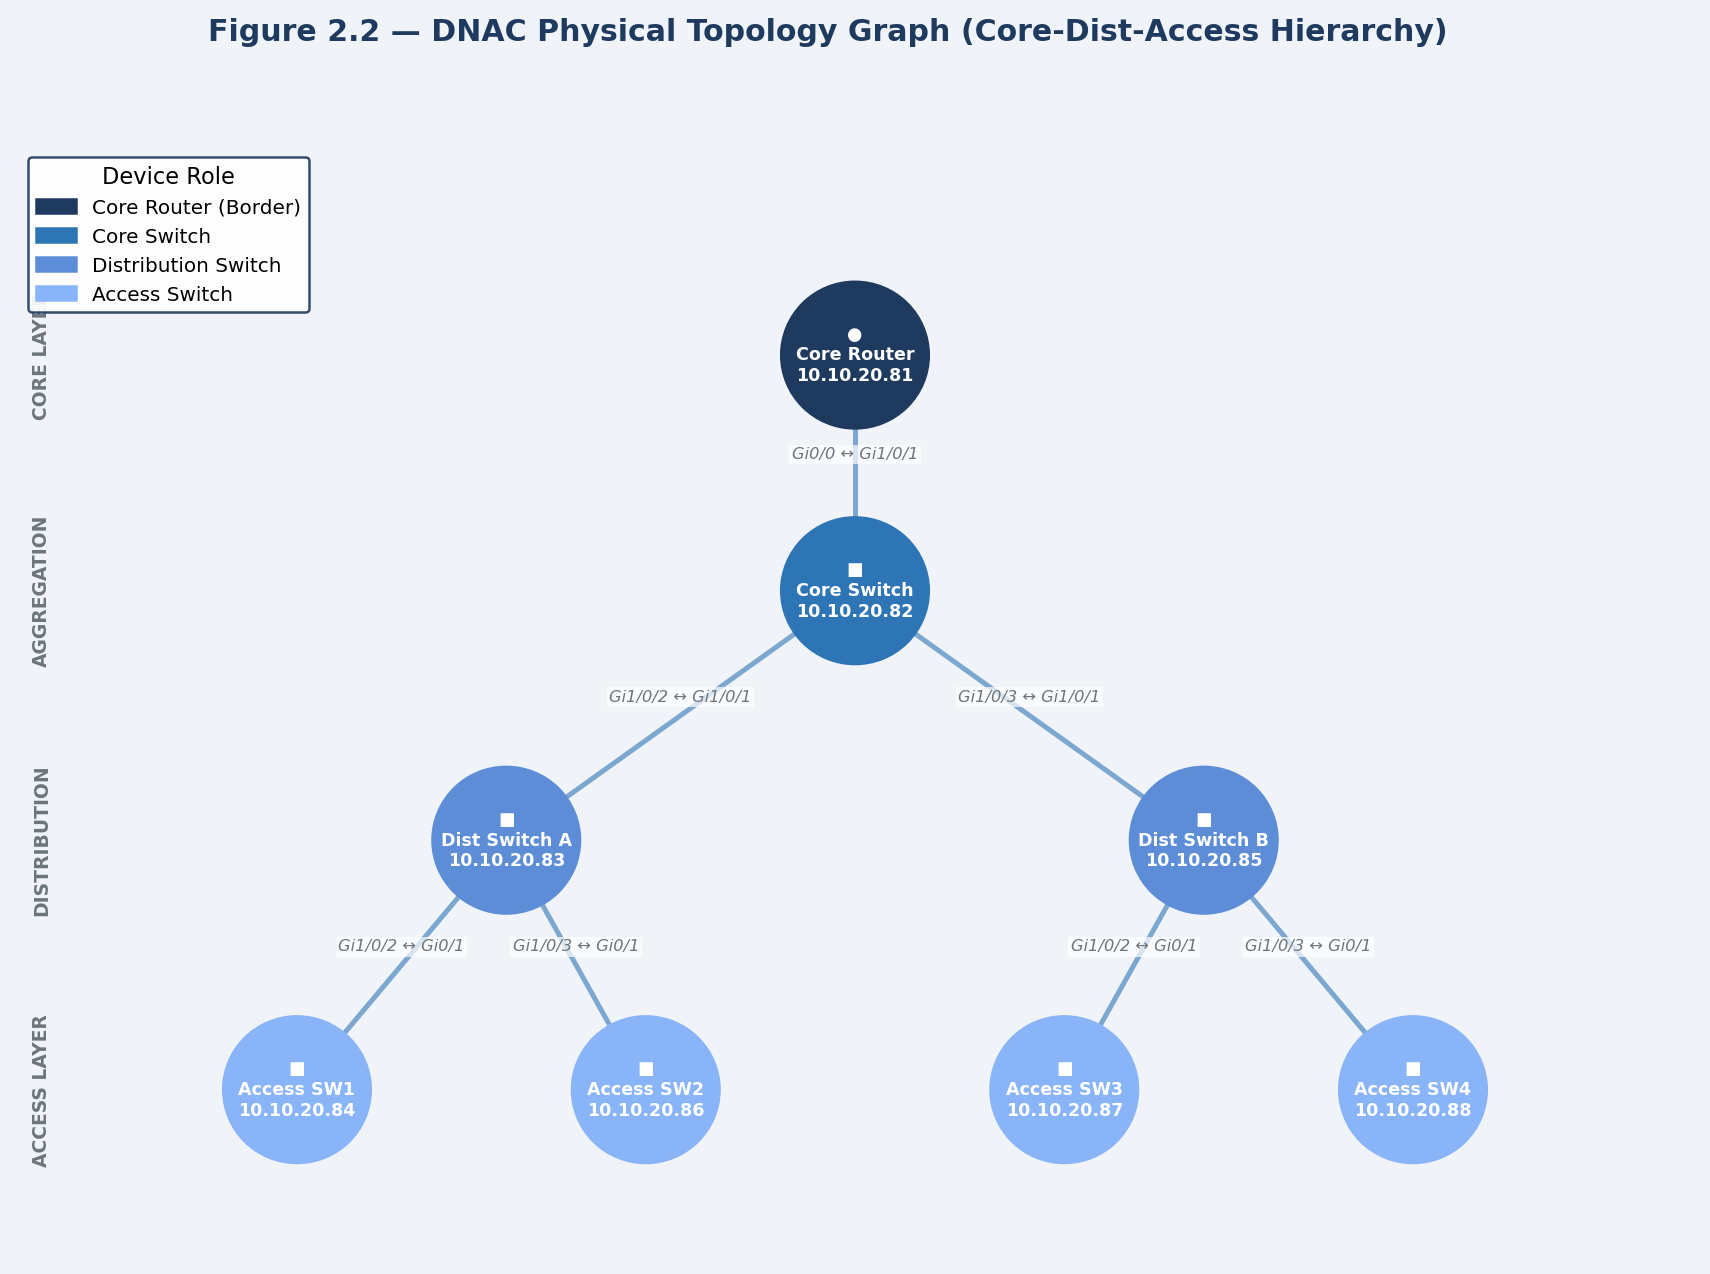 Figure 2.2 — DNAC Physical Topology Graph (Core-Dist-Access Hierarchy)
Device Role
Core Router (Border)
Core Switch
Distribution Switch
Access Switch
CORE LAYE
Core Router
10.10.20.81
Gi0/0 ↔ Gi1/0/1
AGGREGATION
Core Switch
10.10.20.82
Gi1/0/2 ↔ Gi1/0/1
Gi1/0/3 ↔ Gi1/0/1
DISTRIBUTION
Dist Switch A
10.10.20.83
Dist Switch B
10.10.20.85
Gi1/0/2 ↔ Gi0/1
Gi1/0/3 ↔ Gi0/1
Gi1/0/2 ↔ Gi0/1
Gi1/0/3 ↔ Gi0/1
ACCESS LAYER
Access SW1
10.10.20.84
Access SW2
10.10.20.86
Access SW3
10.10.20.87
Access SW4
10.10.20.88